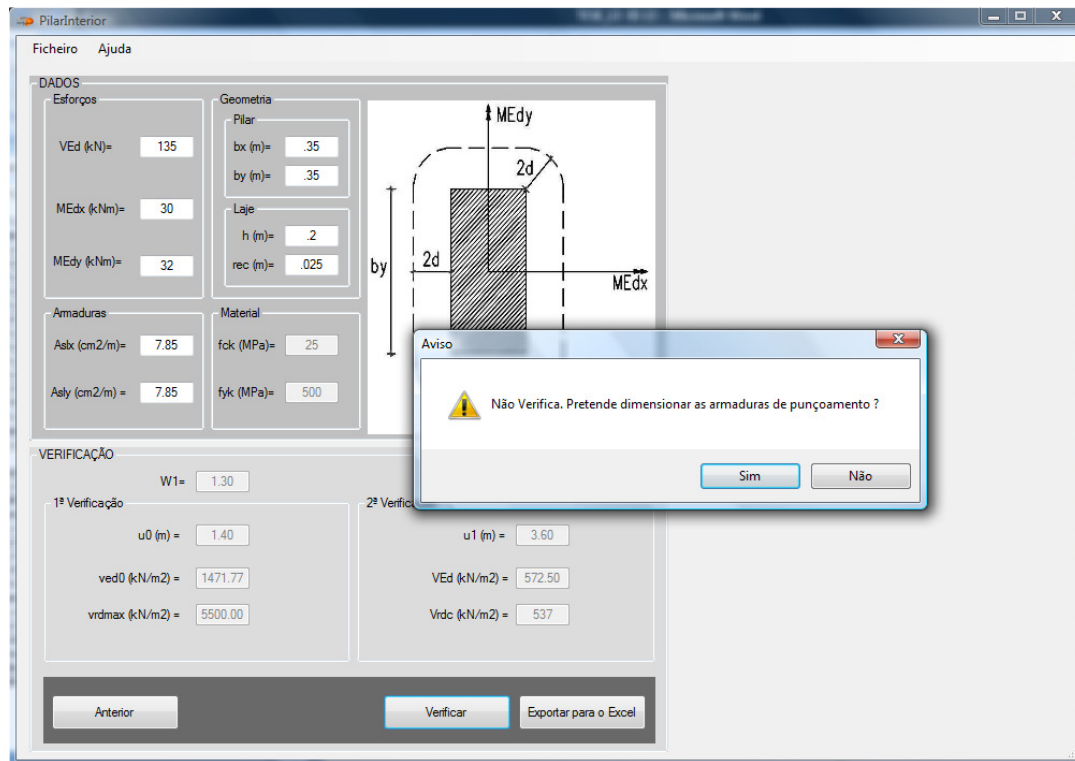 PilarInterior
Ficheiro Ajuda
DADOS
Esforços
VEd (kN)= 135
MEdx (kNm)= 30
MEdy (kNm)= 32
Geometria
Pilar
bx (m)= .35
by (m)= .35
Laje
h (m)= .2
rec (m)= .025
Armaduras
Aslx (cm2/m)= 7.85
Asly (cm2/m) = 7.85
Material
fck (MPa)= 25
fyk (MPa)= 500
MEdy
2d
2d
by
MEdx
Aviso
X
Não Verifica. Pretende dimensionar as armaduras de punçoamento ?
Sim
Não
VERIFICAÇÃO
W1= 1.30
1ª Verificação
u0 (m) = 1.40
ved0 (kN/m2) = 1471.77
vrdmax (kN/m2) = 5500.00
2ª
u1 (m) = 3.60
VEd (kN/m2) = 572.50
Vrdc (kN/m2) = 537
Anterior
Verificar
Exportar para o Excel